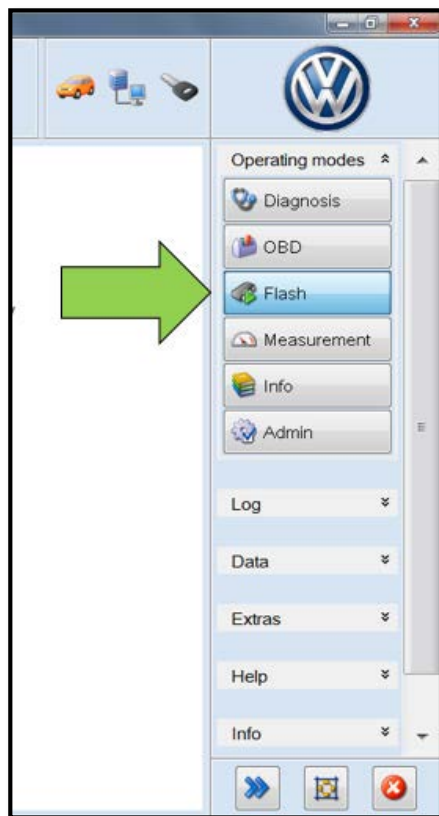 Operating modes
Diagnosis
OBD
Flash
Measurement
Info
Admin
Log
Data
Extras
Help
Info